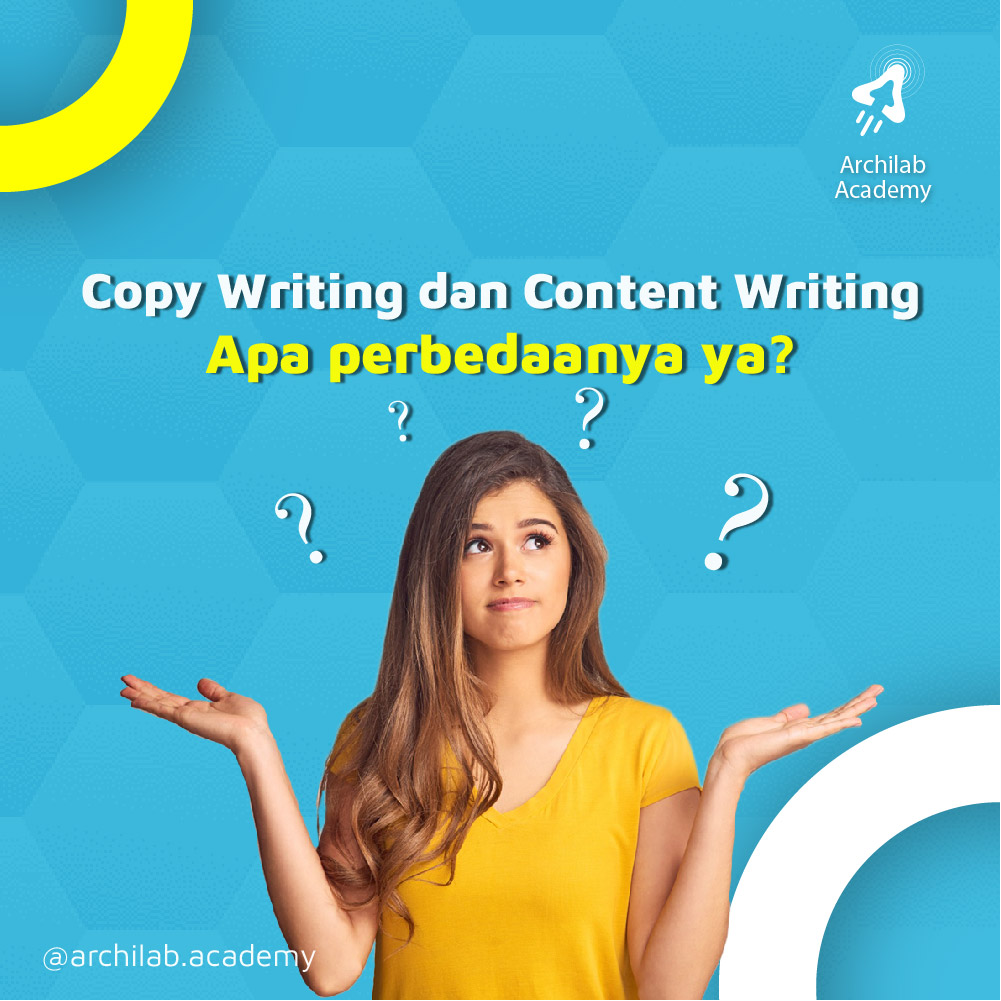 Archilab
Academy
Copy Writing dan Content Writing
Apa perbedaanya ya?
?
?
?
?
@archilab.academy